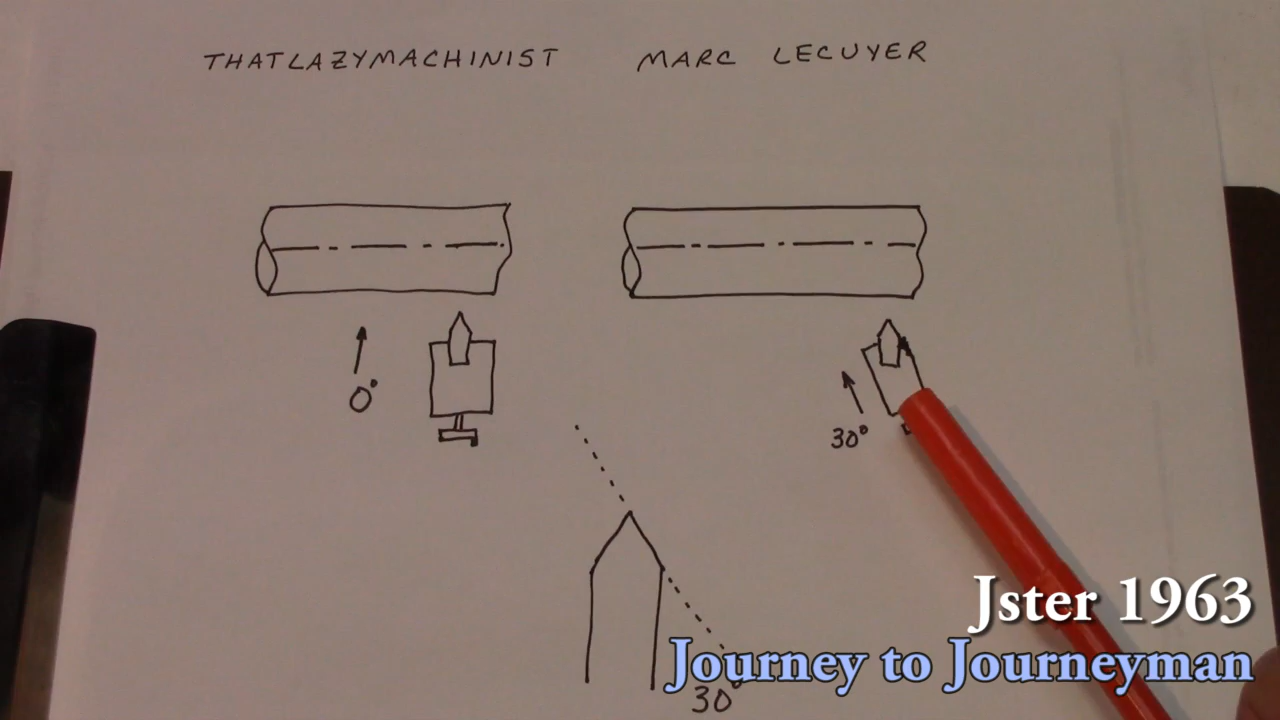 THATLAZYMACHINIST MARC LECUYER
0°
30°
30°
Jster 1963
Journey to Journeyman